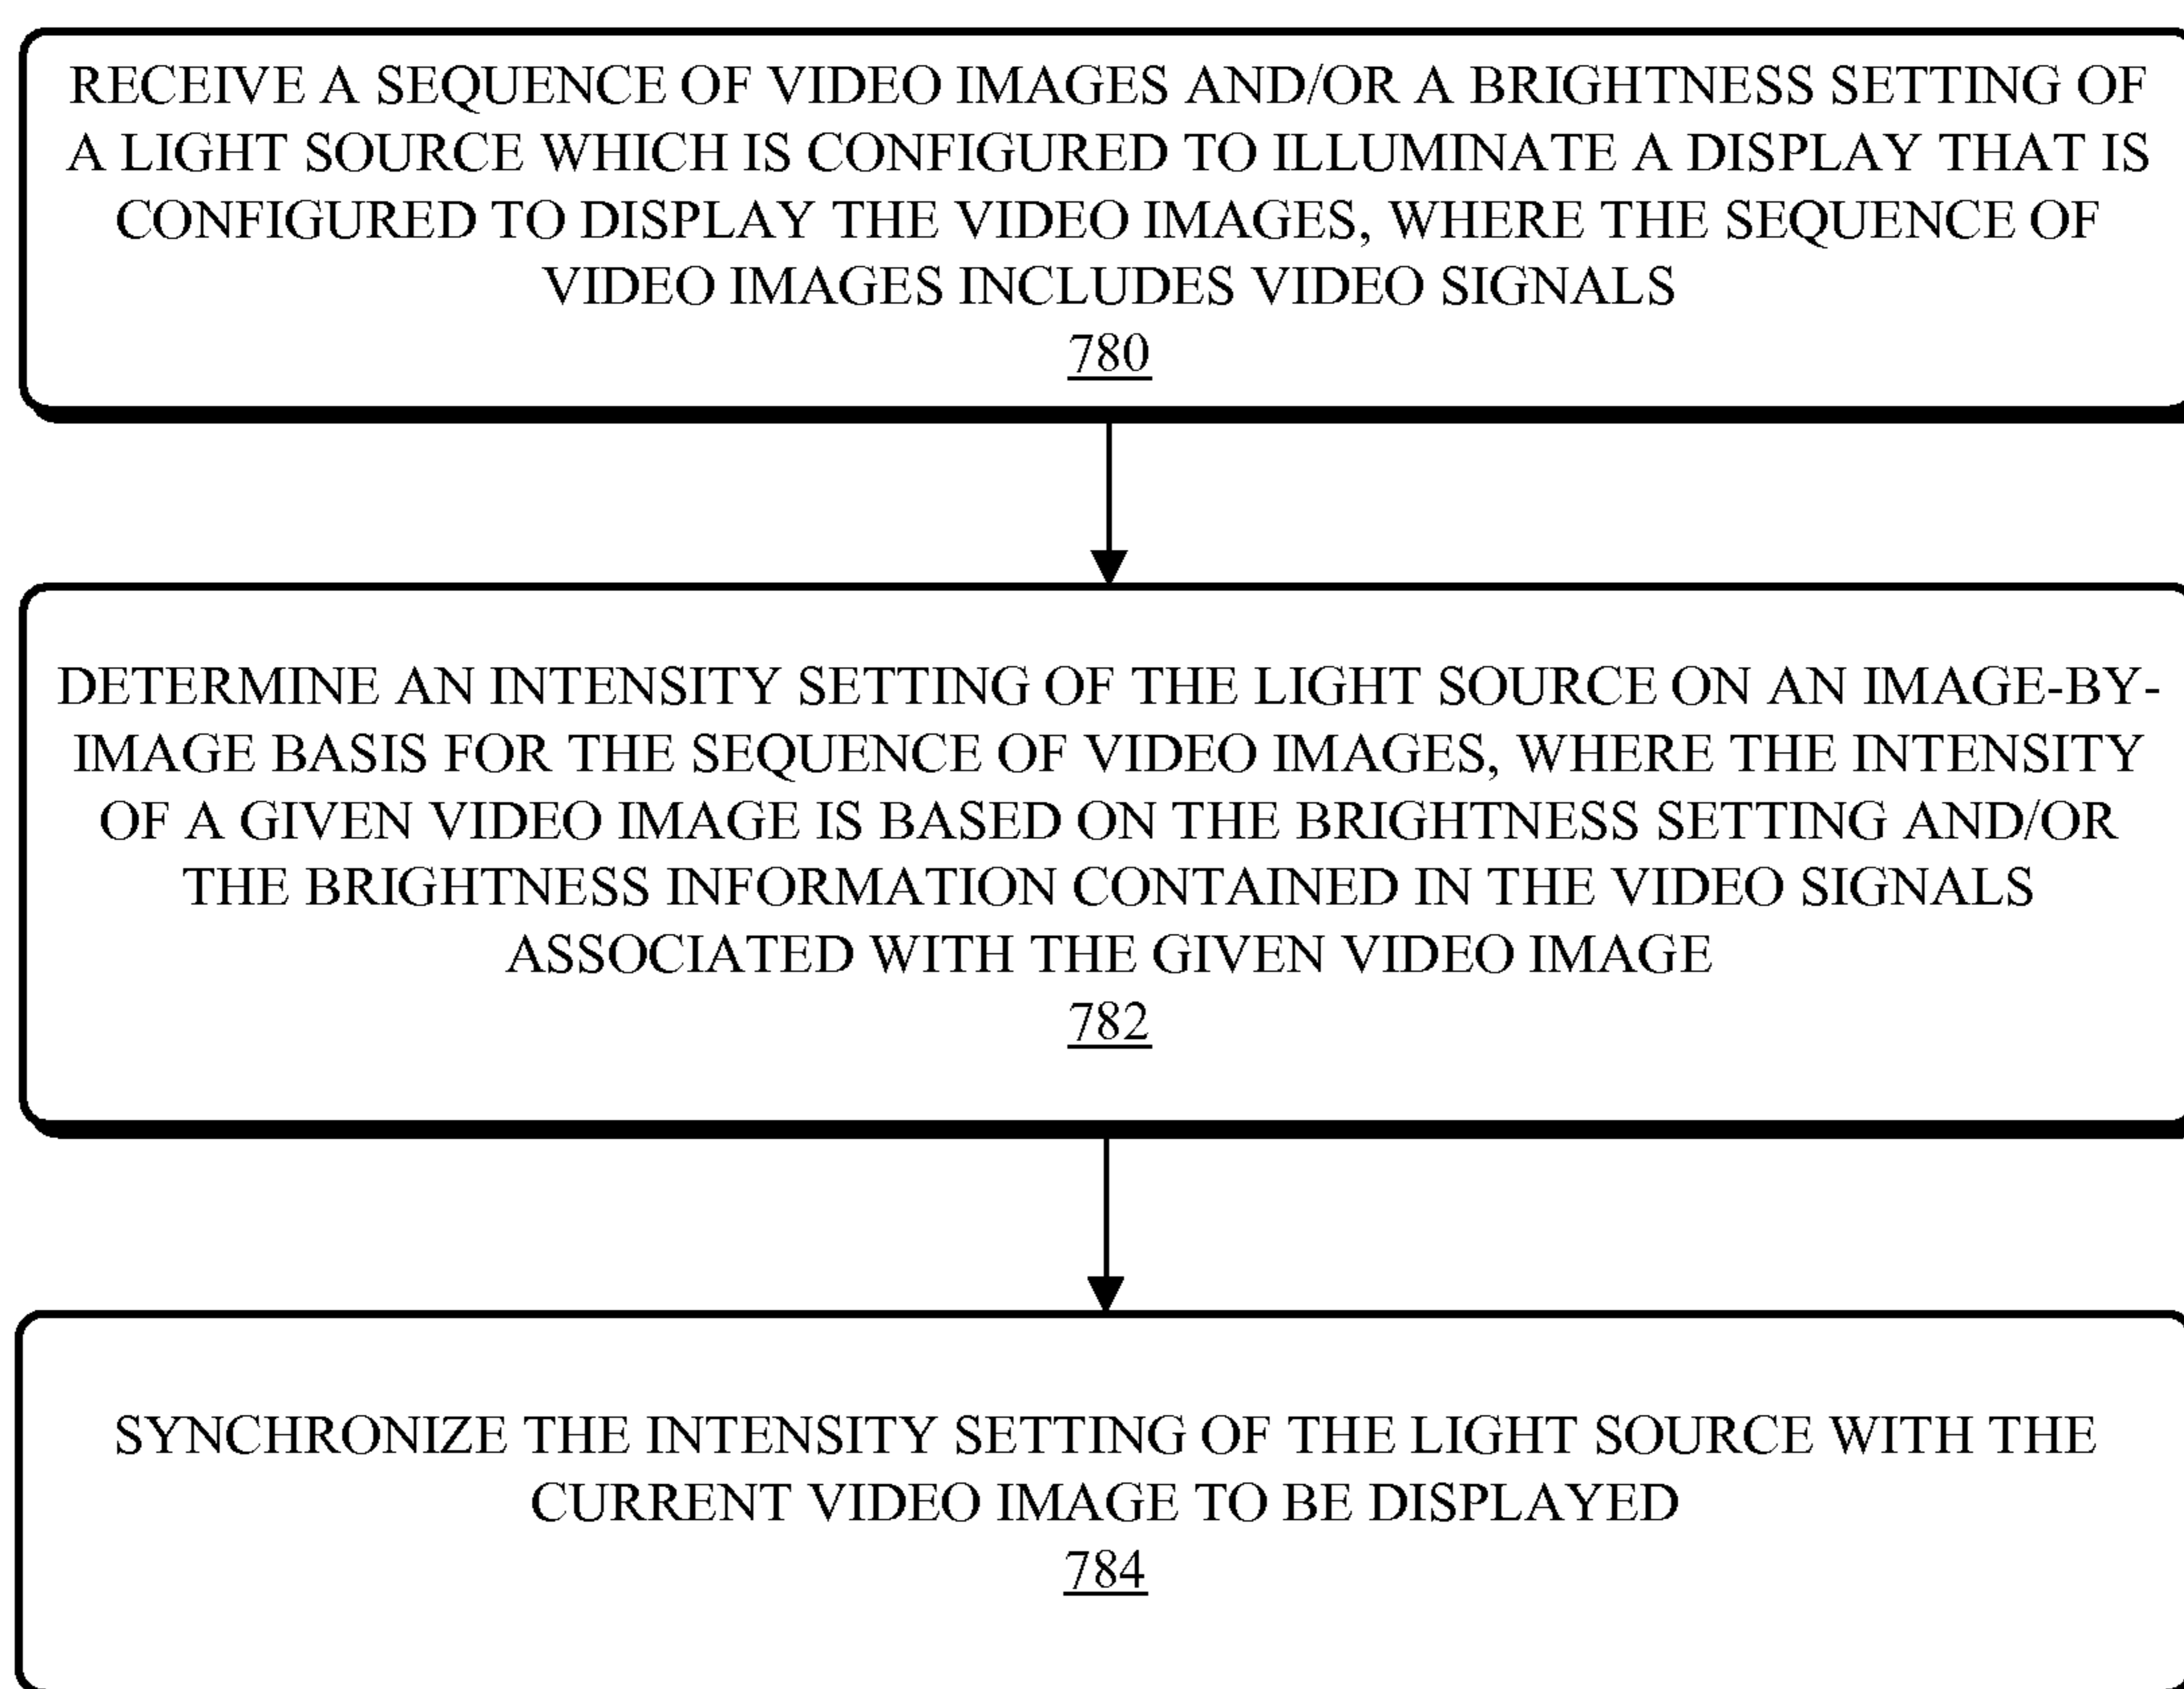 RECEIVE A SEQUENCE OF VIDEO IMAGES AND/OR A BRIGHTNESS SETTING OF
A LIGHT SOURCE WHICH IS CONFIGURED TO ILLUMINATE A DISPLAY THAT IS
CONFIGURED TO DISPLAY THE VIDEO IMAGES, WHERE THE SEQUENCE OF
VIDEO IMAGES INCLUDES VIDEO SIGNALS
780
DETERMINE AN INTENSITY SETTING OF THE LIGHT SOURCE ON AN IMAGE-BY-
IMAGE BASIS FOR THE SEQUENCE OF VIDEO IMAGES, WHERE THE INTENSITY
OF A GIVEN VIDEO IMAGE IS BASED ON THE BRIGHTNESS SETTING AND/OR
THE BRIGHTNESS INFORMATION CONTAINED IN THE VIDEO SIGNALS
ASSOCIATED WITH THE GIVEN VIDEO IMAGE
782
SYNCHRONIZE THE INTENSITY SETTING OF THE LIGHT SOURCE WITH THE
CURRENT VIDEO IMAGE TO BE DISPLAYED
784